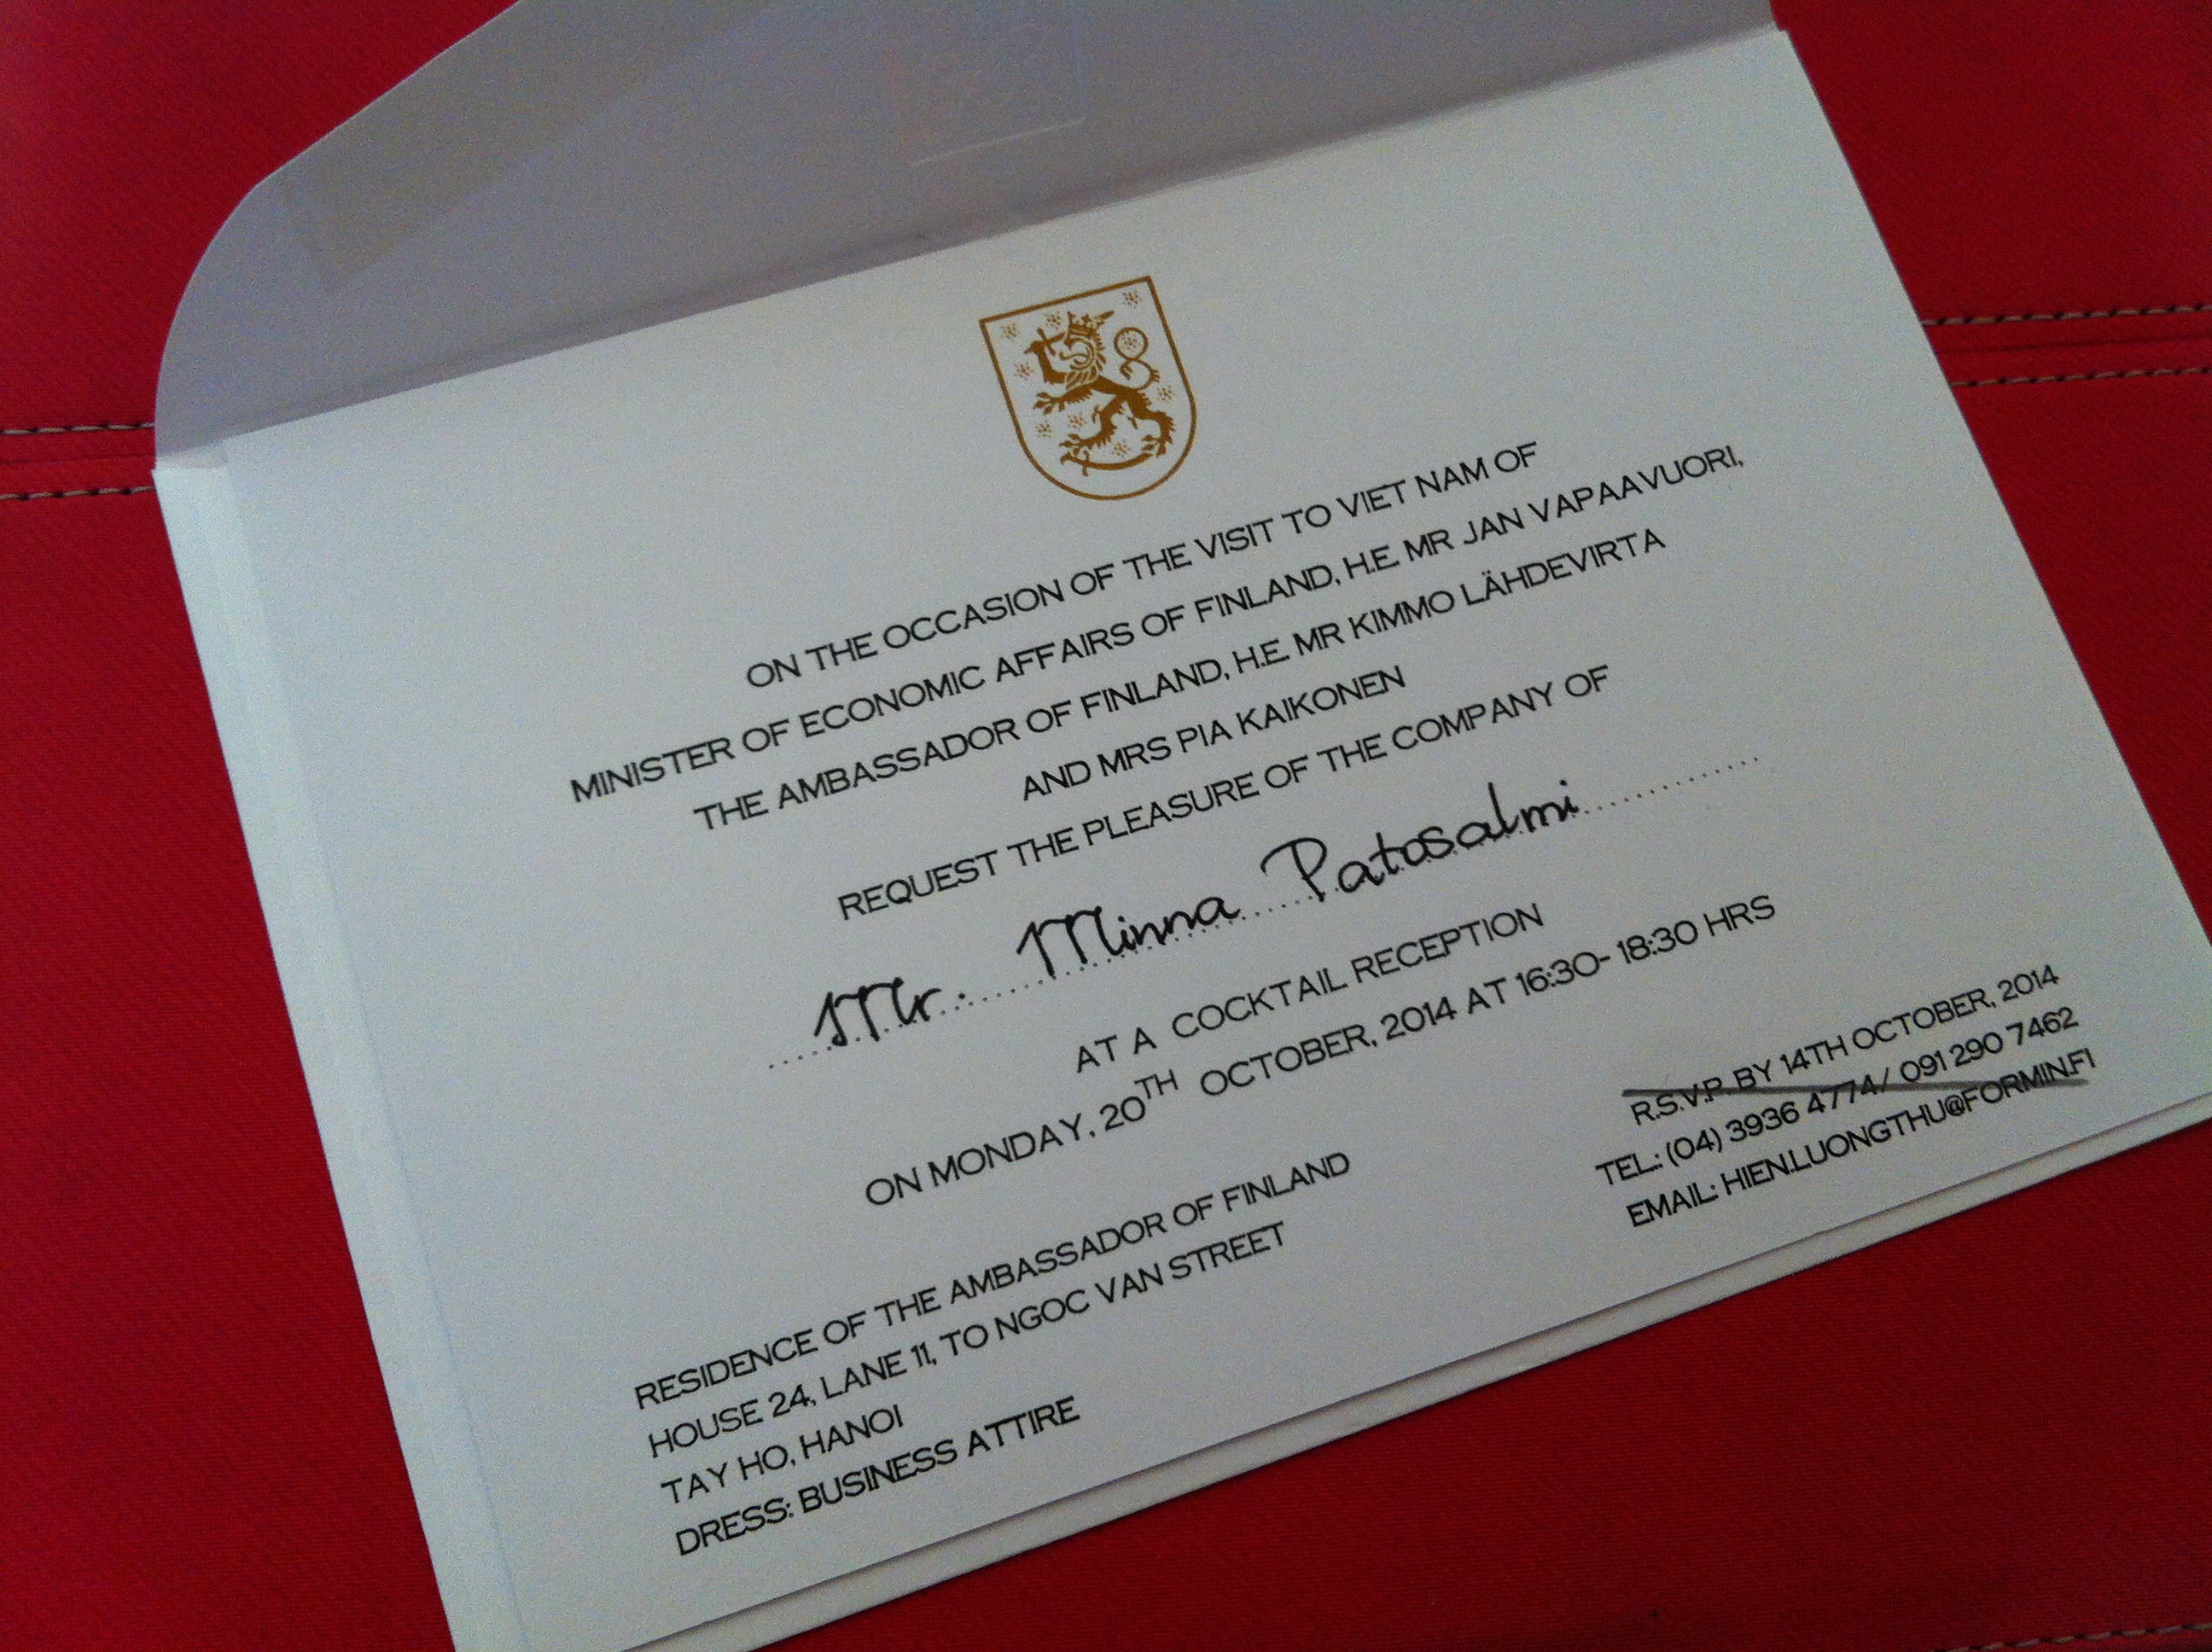 ON THE OCCASION OF THE VISIT TO VIET NAM OF
MINISTER OF ECONOMIC AFFAIRS OF FINLAND, H.E. MR JAN VAPAAVUORI,
THE AMBASSADOR OF FINLAND, H.E. MR KIMMO LÄHDEVIRTA
AND MRS PIA KAIKONEN
REQUEST THE PLEASURE OF THE COMPANY OF
Mr. Minna Patosalmi
AT A COCKTAIL RECEPTION
ON MONDAY, 20TH OCTOBER, 2014 AT 16:30- 18:30 HRS
RESIDENCE OF THE AMBASSADOR OF FINLAND
HOUSE 24, LANE 11, TO NGOC VAN STREET
TAY HO, HANOI
DRESS: BUSINESS ATTIRE
R.S.V.P. BY 14TH OCTOBER, 2014
TEL.: (04) 3936 4774/ 091 290 7462
EMAIL: HIEN.LUONGTHU@FORMIN.FI